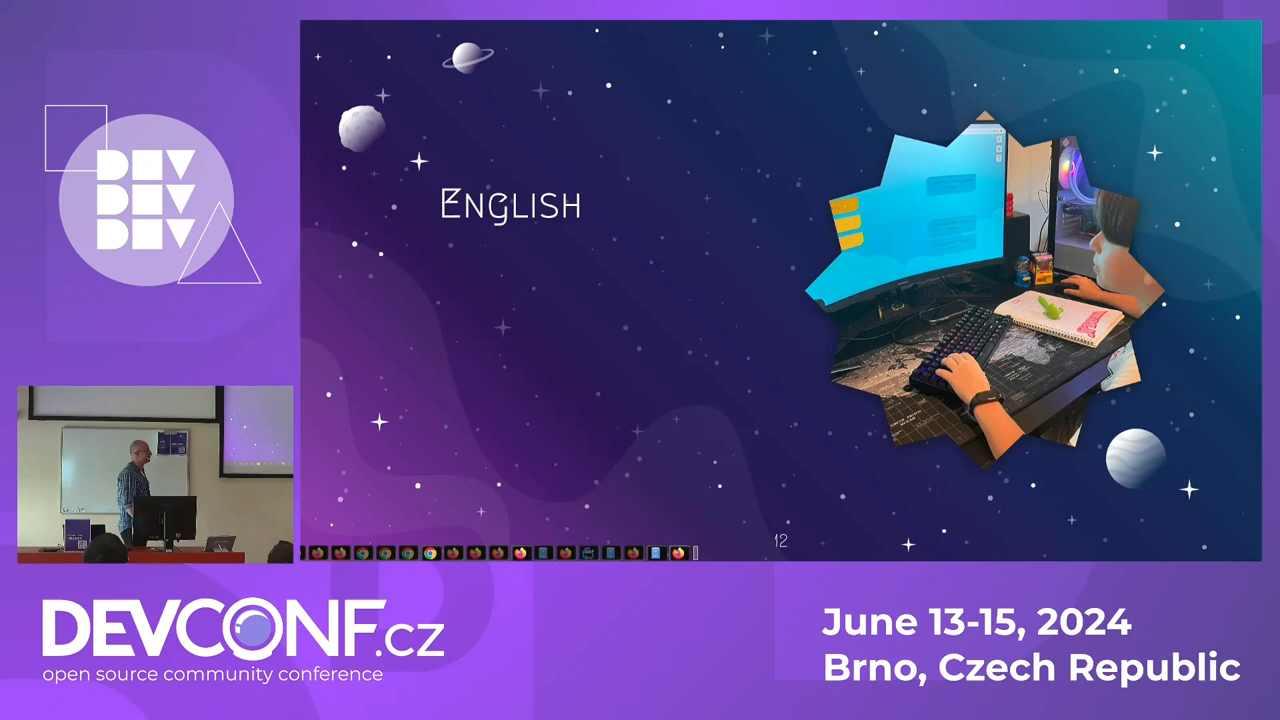 DEV
DEV
DEV
ENGLISH
12
DEVCONF.cz
open source community conference
June 13-15, 2024
Brno, Czech Republic